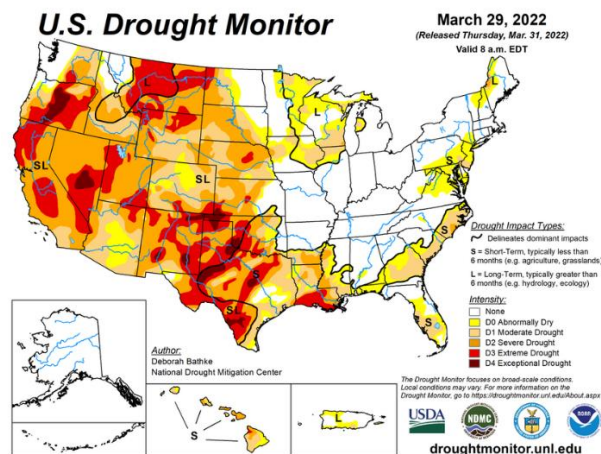 U.S. Drought Monitor
March 29, 2022
(Released Thursday, Mar. 31, 2022)
Valid 8 a.m. EDT
L
L
L
S
SL
SL
S
S
S
SL
S
S
L
Drought Impact Types:
Delineates dominant impacts
S = Short-Term, typically less than
6 months (e.g. agriculture, grasslands)
L = Long-Term, typically greater than
6 months (e.g. hydrology, ecology)
Intensity:
None
D0 Abnormally Dry
D1 Moderate Drought
D2 Severe Drought
D3 Extreme Drought
D4 Exceptional Drought
Author:
Deborah Bathke
National Drought Mitigation Center
The Drought Monitor focuses on broad-scale conditions.
Local conditions may vary. For more information on the
Drought Monitor, go to https://droughtmonitor.unl.edu/About.aspx
USDA
NDMC
NOAA
droughtmonitor.unl.edu